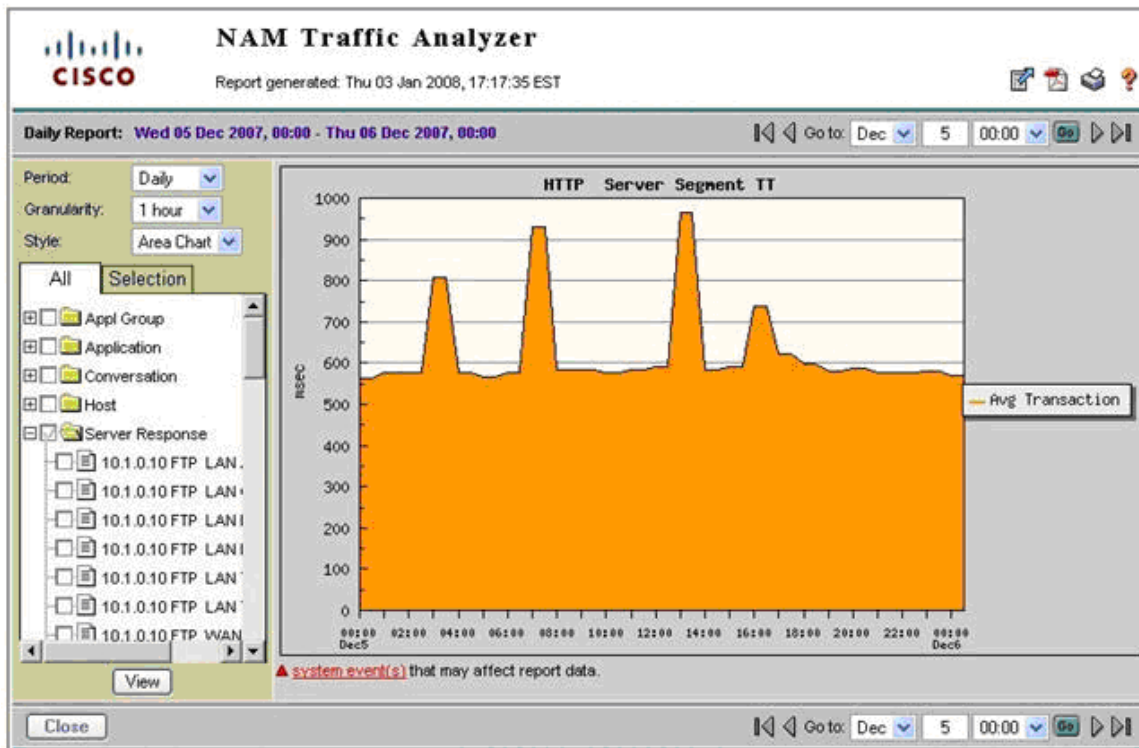 CISCO
NAM Traffic Analyzer
Report generated: Thu 03 Jan 2008, 17:17:35 EST
Daily Report: Wed 05 Dec 2007, 00:00 - Thu 06 Dec 2007, 00:00
Go to: Dec 5 00:00 Go
Period: Daily
Granularity: 1 hour
Style: Area Chart
All Selection
Appl Group
Application
Conversation
Host
Server Response
10.1.0.10 FTP LAN
10.1.0.10 FTP LAN
10.1.0.10 FTP LAN
10.1.0.10 FTP LAN
10.1.0.10 FTP LAN
10.1.0.10 FTP LAN
10.1.0.10 FTP WAN
View
HTTP Server Segment TT
1000
900
800
700
600
500
400
300
200
100
0
msec
00:00 02:00 04:00 06:00 08:00 10:00 12:00 14:00 16:00 18:00 20:00 22:00 00:00
Dec5 Dec6
Avg Transaction
system event(s) that may affect report data.
Close
Go to: Dec 5 00:00 Go